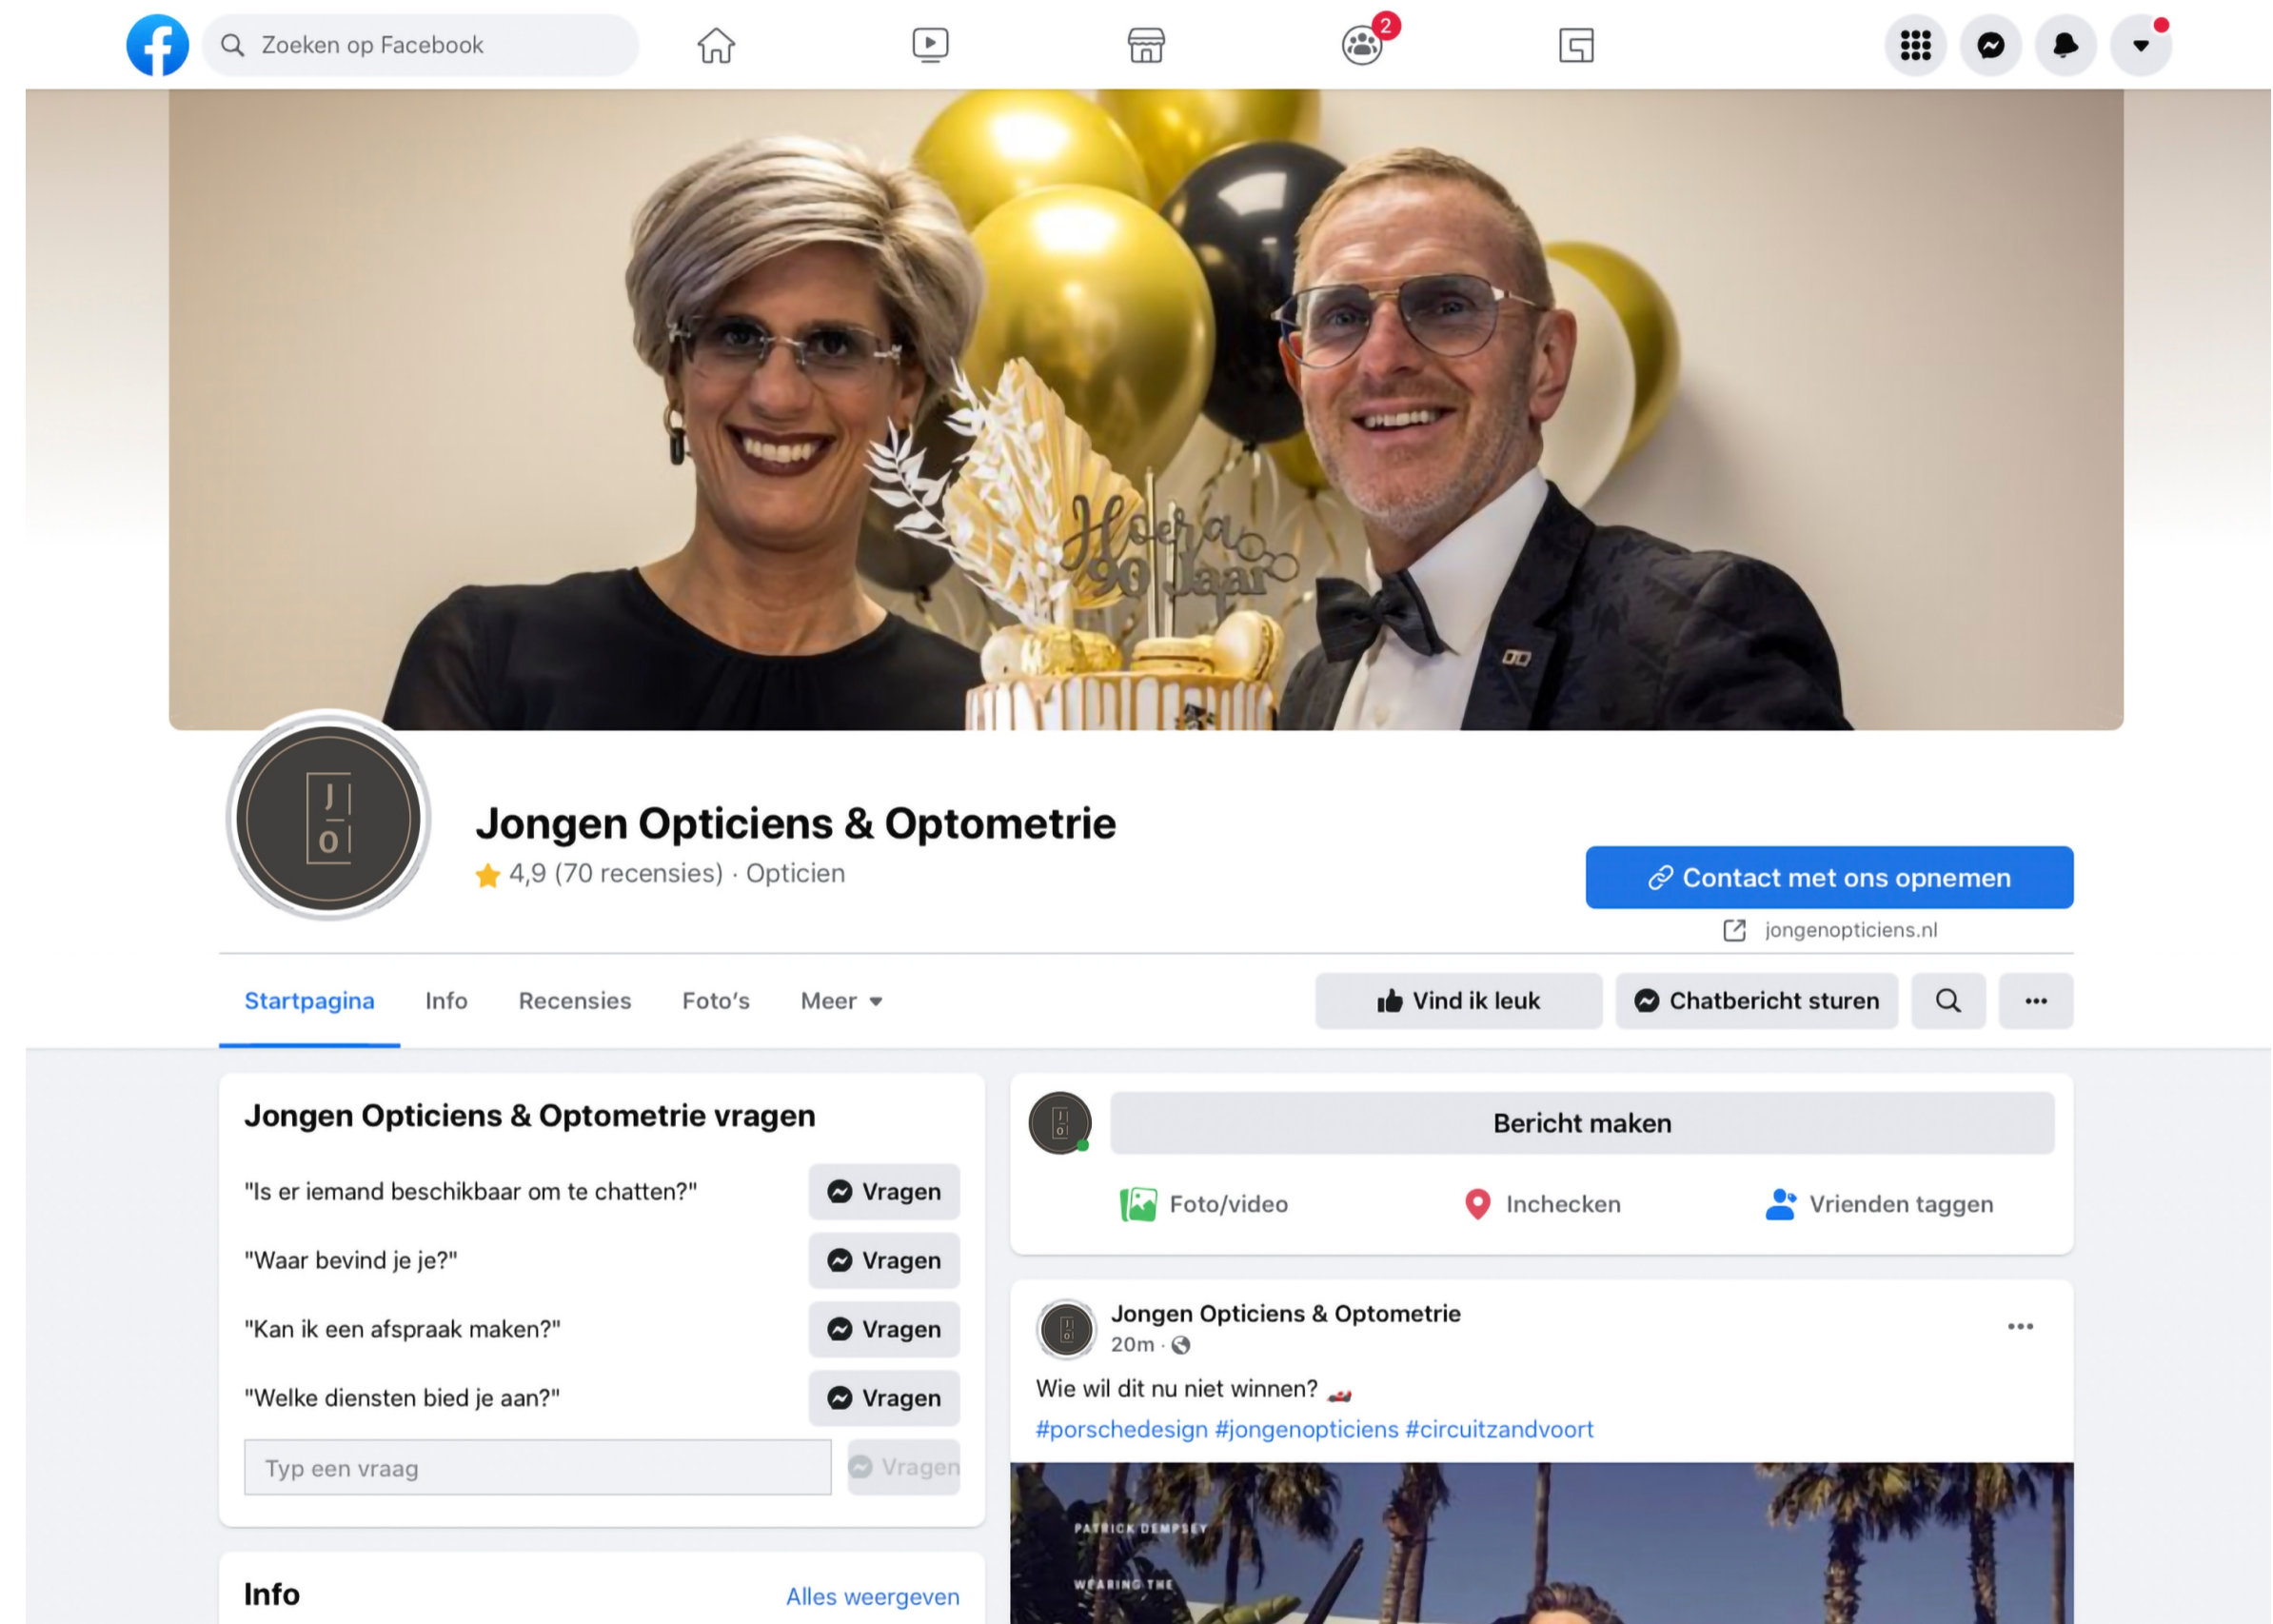 Zoeken op Facebook
2
Hoera
90 Jaar
J
O
Jongen Opticiens & Optometrie
4,9 (70 recensies) · Opticien
Contact met ons opnemen
jongenopticiens.nl
Startpagina
Info
Recensies
Foto's
Meer
Vind ik leuk
Chatbericht sturen
Jongen Opticiens & Optometrie vragen
"Is er iemand beschikbaar om te chatten?"
Vragen
"Waar bevind je je?"
Vragen
"Kan ik een afspraak maken?"
Vragen
"Welke diensten bied je aan?"
Vragen
Typ een vraag
Vragen
Info
Alles weergeven
J
O
Bericht maken
Foto/video
Inchecken
Vrienden taggen
J
O
Jongen Opticiens & Optometrie
20m ·
Wie wil dit nu niet winnen?
#porschedesign #jongenopticiens #circuitzandvoort
PATRICK DEMPSEY
WEARING THE